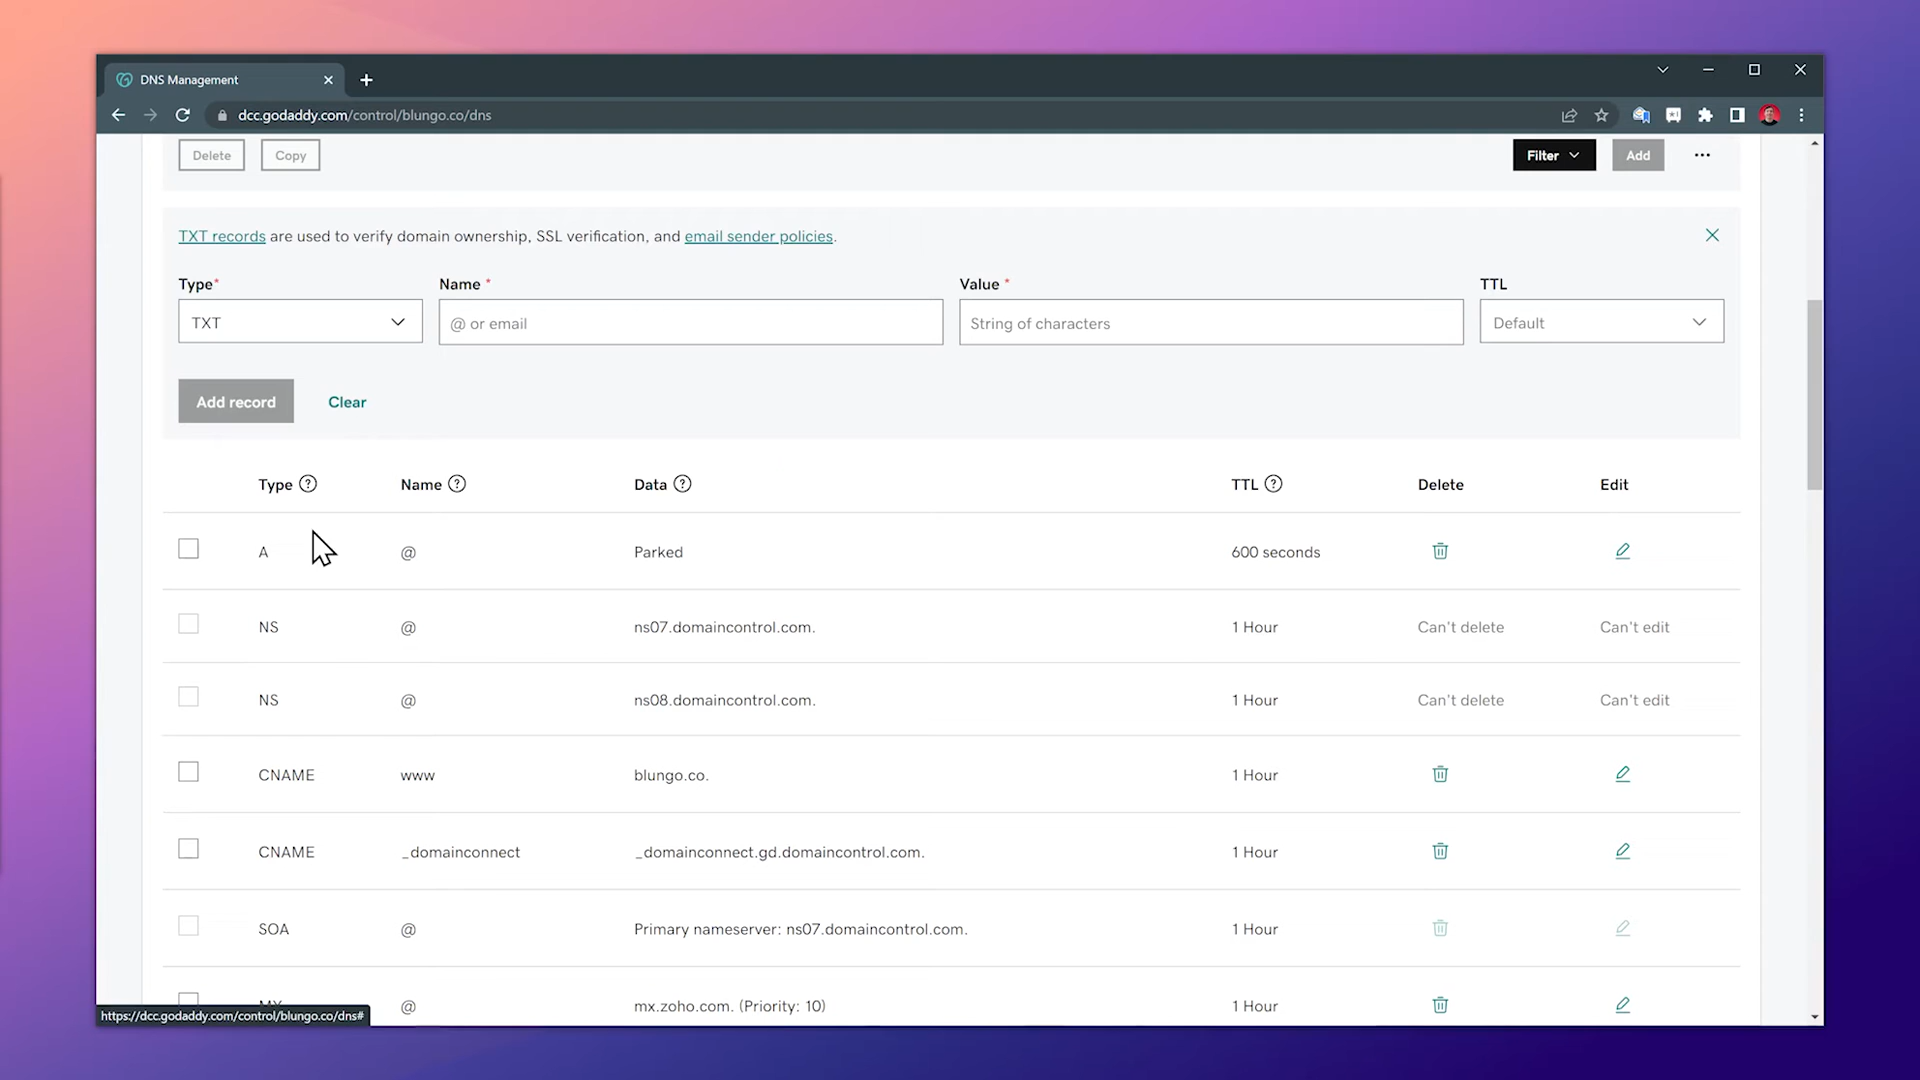 DNS Management
dcc.godaddy.com/control/blungo.co/dns
Delete Copy Filter Add
TXT records are used to verify domain ownership, SSL verification, and email sender policies.
Type* Name * Value * TTL
TXT @ or email String of characters Default
Add record Clear
Type Name Data TTL Delete Edit
A @ Parked 600 seconds
NS @ ns07.domaincontrol.com. 1 Hour Can't delete Can't edit
NS @ ns08.domaincontrol.com. 1 Hour Can't delete Can't edit
CNAME www blungo.co. 1 Hour
CNAME _domainconnect _domainconnect.gd.domaincontrol.com. 1 Hour
SOA @ Primary nameserver: ns07.domaincontrol.com. 1 Hour
MX @ mx.zoho.com. (Priority: 10) 1 Hour
https://dcc.godaddy.com/control/blungo.co/dns#